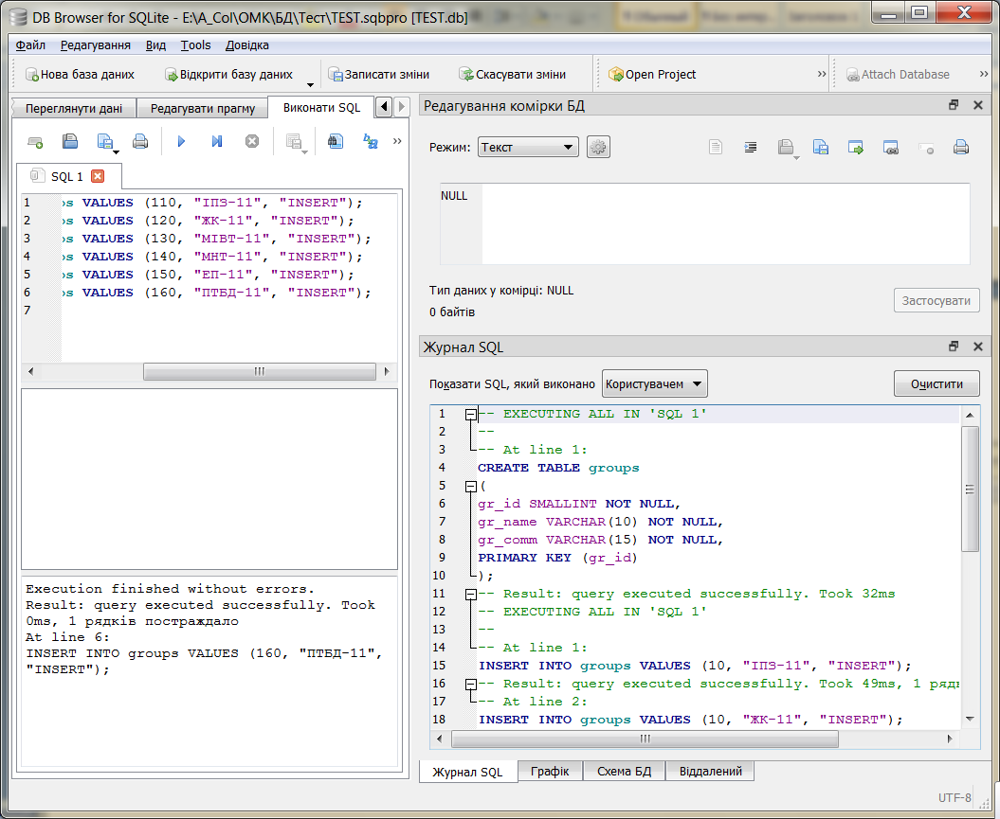 DB Browser for SQLite - E:\A_Col\ОМК\БД\Тест\TEST.sqbpro [TEST.db]
Файл Редагування Вид Tools Довідка
Нова база даних Відкрити базу даних Записати зміни Скасувати зміни Open Project » Attach Database »
Переглянути дані Редагувати прагму Виконати SQL
»
SQL 1
1 ps VALUES (110, "ІПЗ-11", "INSERT");
2 ps VALUES (120, "ЖК-11", "INSERT");
3 ps VALUES (130, "МІВТ-11", "INSERT");
4 ps VALUES (140, "МНТ-11", "INSERT");
5 ps VALUES (150, "ЕП-11", "INSERT");
6 ps VALUES (160, "ПТБД-11", "INSERT");
7
Execution finished without errors.
Result: query executed successfully. Took
0ms, 1 рядків постраждало
At line 6:
INSERT INTO groups VALUES (160, "ПТБД-11",
"INSERT");
Редагування комірки БД
Режим: Текст
NULL
Тип даних у комірці: NULL
0 байтів
Застосувати
Журнал SQL
Показати SQL, який виконано Користувачем Очистити
1 -- EXECUTING ALL IN 'SQL 1'
2 --
3 -- At line 1:
4 CREATE TABLE groups
5 (
6 gr_id SMALLINT NOT NULL,
7 gr_name VARCHAR(10) NOT NULL,
8 gr_comm VARCHAR(15) NOT NULL,
9 PRIMARY KEY (gr_id)
10 );
11 -- Result: query executed successfully. Took 32ms
12 -- EXECUTING ALL IN 'SQL 1'
13 --
14 -- At line 1:
15 INSERT INTO groups VALUES (10, "ІПЗ-11", "INSERT");
16 -- Result: query executed successfully. Took 49ms, 1 рядк
17 -- At line 2:
18 INSERT INTO groups VALUES (10, "ЖК-11", "INSERT");
Журнал SQL Графік Схема БД Віддалений
UTF-8